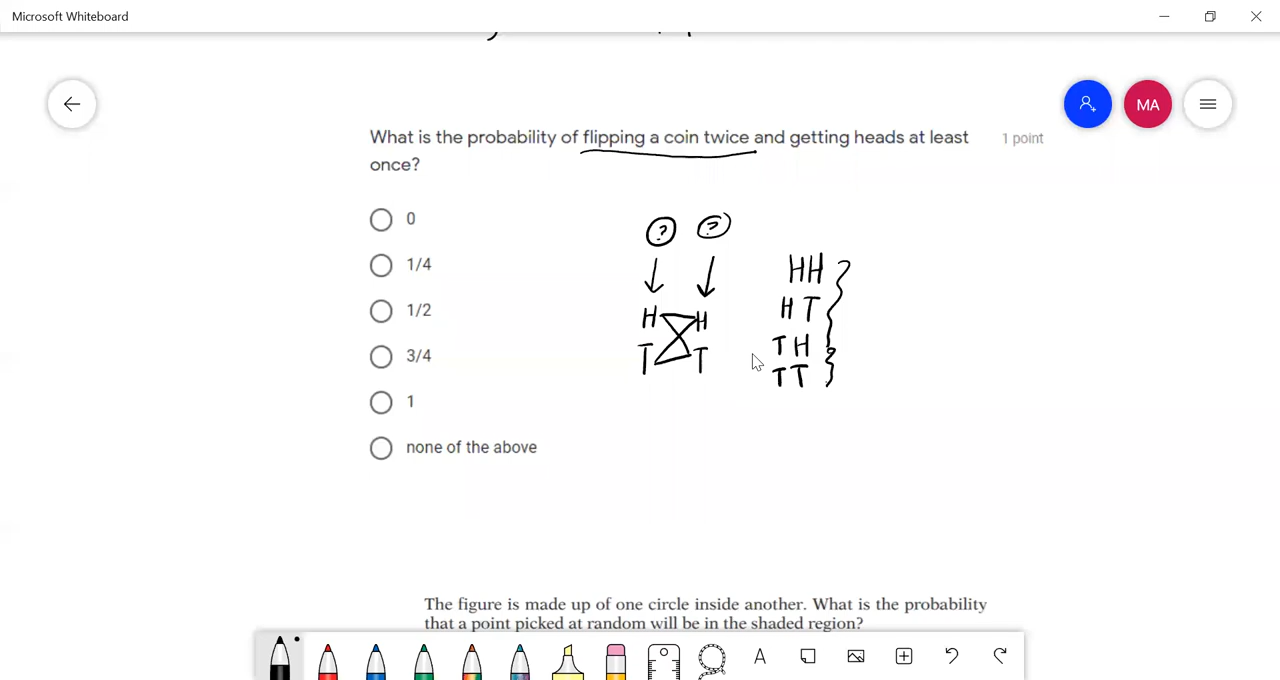 Microsoft Whiteboard
MA
What is the probability of flipping a coin twice and getting heads at least
once?
1 point
0
1/4
1/2
3/4
1
none of the above
? ?
H H
T T
HH
HT
TH
TT
The figure is made up of one circle inside another. What is the probability
that a point picked at random will be in the shaded region?
A